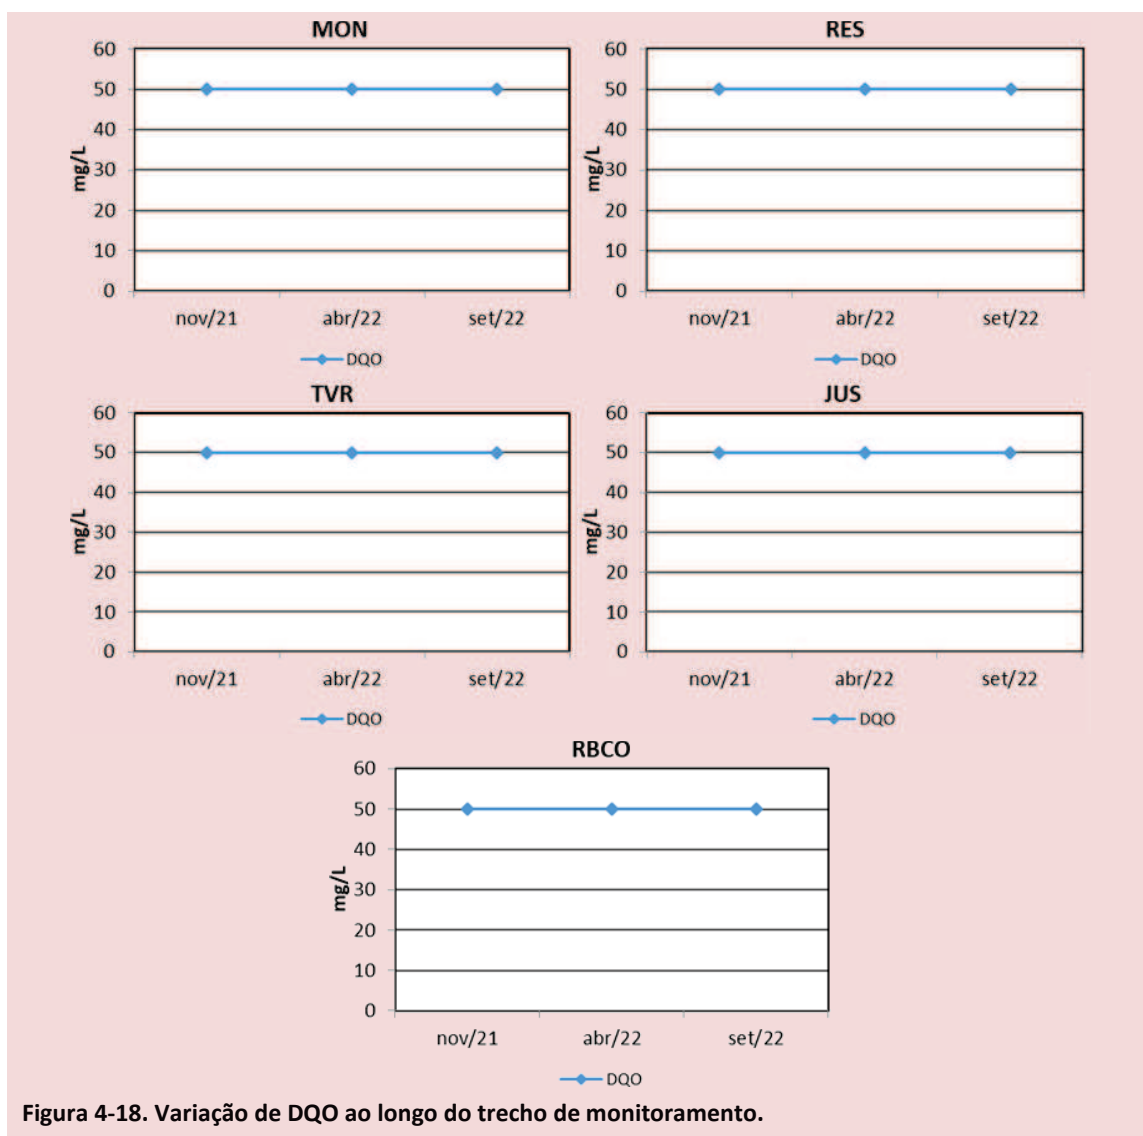 MON
60
50
40
30
20
10
0
mg/L
nov/21 abr/22 set/22
DQO
RES
60
50
40
30
20
10
0
mg/L
nov/21 abr/22 set/22
DQO
TVR
60
50
40
30
20
10
0
mg/L
nov/21 abr/22 set/22
DQO
JUS
60
50
40
30
20
10
0
mg/L
nov/21 abr/22 set/22
DQO
RBCO
60
50
40
30
20
10
0
mg/L
nov/21 abr/22 set/22
DQO
Figura 4-18. Variação de DQO ao longo do trecho de monitoramento.